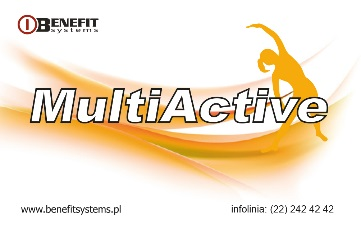 BENEFIT
systems
MultiActive
www.benefitsystems.pl
infolinia: (22) 242 42 42